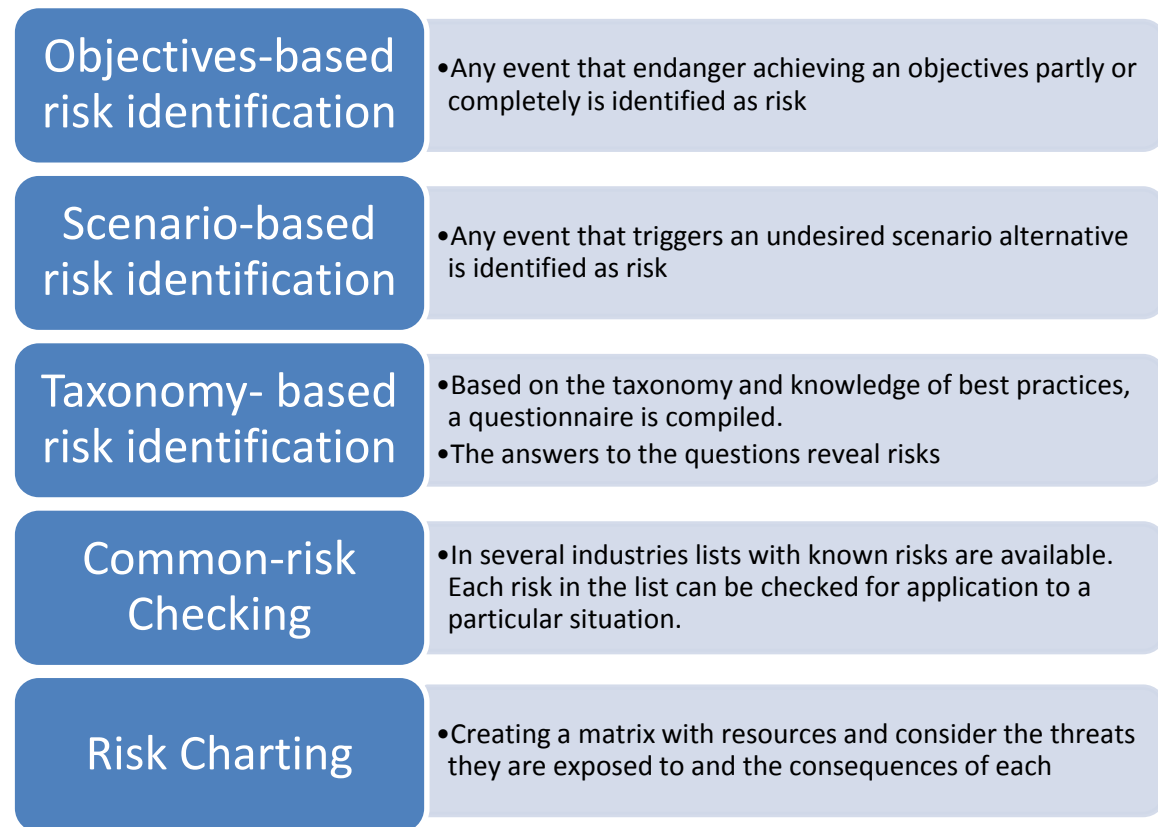 Objectives-based
risk identification
•Any event that endanger achieving an objectives partly or
completely is identified as risk
Scenario-based
risk identification
•Any event that triggers an undesired scenario alternative
is identified as risk
Taxonomy- based
risk identification
•Based on the taxonomy and knowledge of best practices,
a questionnaire is compiled.
•The answers to the questions reveal risks
Common-risk
Checking
•In several industries lists with known risks are available.
Each risk in the list can be checked for application to a
particular situation.
Risk Charting
•Creating a matrix with resources and consider the threats
they are exposed to and the consequences of each